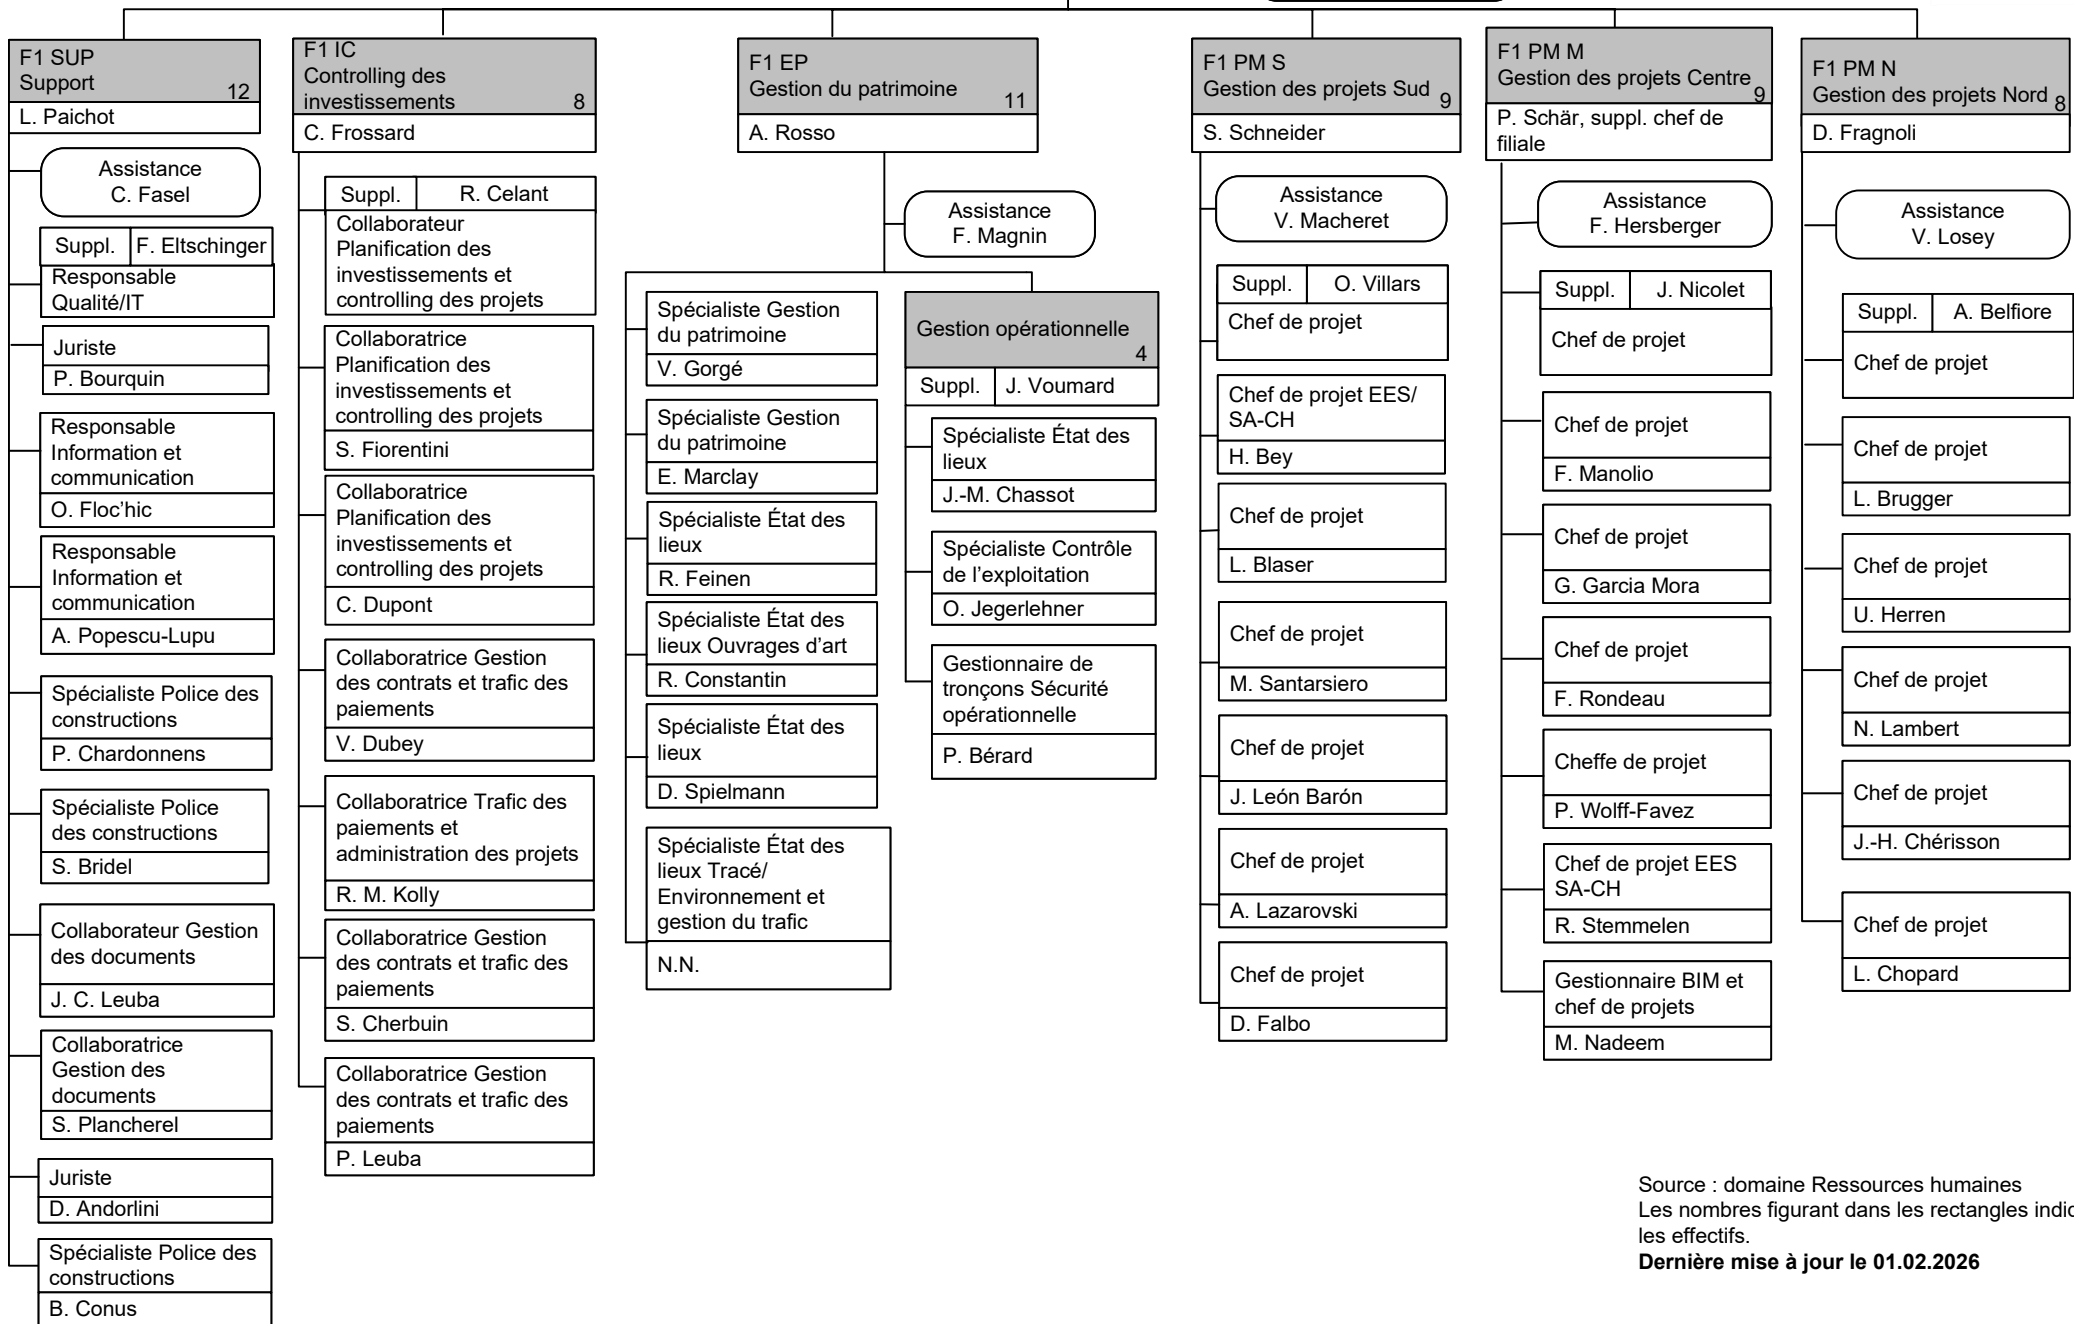 F1 SUP
Support
12
L. Paichot
Assistance
C. Fasel
Suppl.
F. Eltschinger
Responsable
Qualité/IT
Juriste
P. Bourquin
Responsable
Information et
communication
O. Floc’hic
Responsable
Information et
communication
A. Popescu-Lupu
Spécialiste Police des
constructions
P. Chardonnens
Spécialiste Police
des constructions
S. Bridel
Collaborateur Gestion
des documents
J. C. Leuba
Collaboratrice
Gestion des
documents
S. Plancherel
Juriste
D. Andorlini
Spécialiste Police des
constructions
B. Conus
F1 IC
Controlling des
investissements
8
C. Frossard
Suppl.
R. Celant
Collaborateur
Planification des
investissements et
controlling des projets
Collaboratrice
Planification des
investissements et
controlling des projets
S. Fiorentini
Collaboratrice
Planification des
investissements et
controlling des projets
C. Dupont
Collaboratrice Gestion
des contrats et trafic des
paiements
V. Dubey
Collaboratrice Trafic des
paiements et
administration des projets
R. M. Kolly
Collaboratrice Gestion
des contrats et trafic des
paiements
S. Cherbuin
Collaboratrice Gestion
des contrats et trafic des
paiements
P. Leuba
F1 EP
Gestion du patrimoine
11
A. Rosso
Assistance
F. Magnin
Spécialiste Gestion
du patrimoine
V. Gorgé
Spécialiste Gestion
du patrimoine
E. Marclay
Spécialiste État des
lieux
R. Feinen
Spécialiste État des
lieux Ouvrages d’art
R. Constantin
Spécialiste État des
lieux
D. Spielmann
Spécialiste État des
lieux Tracé/
Environnement et
gestion du trafic
N.N.
Gestion opérationnelle
4
Suppl.
J. Voumard
Spécialiste État des
lieux
J.-M. Chassot
Spécialiste Contrôle
de l’exploitation
O. Jegerlehner
Gestionnaire de
tronçons Sécurité
opérationnelle
P. Bérard
F1 PM S
Gestion des projets Sud
9
S. Schneider
Assistance
V. Macheret
Suppl.
O. Villars
Chef de projet
Chef de projet EES/
SA-CH
H. Bey
Chef de projet
L. Blaser
Chef de projet
M. Santarsiero
Chef de projet
J. León Barón
Chef de projet
A. Lazarovski
Chef de projet
D. Falbo
F1 PM M
Gestion des projets Centre
9
P. Schär, suppl. chef de
filiale
Assistance
F. Hersberger
Suppl.
J. Nicolet
Chef de projet
Chef de projet
F. Manolio
Chef de projet
G. Garcia Mora
Chef de projet
F. Rondeau
Cheffe de projet
P. Wolff-Favez
Chef de projet EES
SA-CH
R. Stemmelen
Gestionnaire BIM et
chef de projets
M. Nadeem
F1 PM N
Gestion des projets Nord
8
D. Fragnoli
Assistance
V. Losey
Suppl.
A. Belfiore
Chef de projet
Chef de projet
L. Brugger
Chef de projet
U. Herren
Chef de projet
N. Lambert
Chef de projet
J.-H. Chérisson
Chef de projet
L. Chopard
Source : domaine Ressources humaines
Les nombres figurant dans les rectangles
les effectifs.
Dernière mise à jour le 01.02.2026